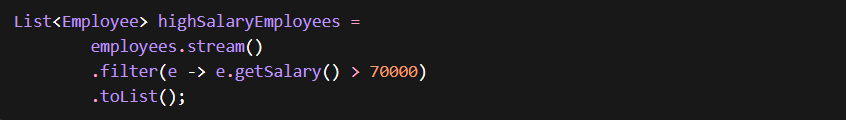 List<Employee> highSalaryEmployees =
        employees.stream()
        .filter(e -> e.getSalary() > 70000)
        .toList();